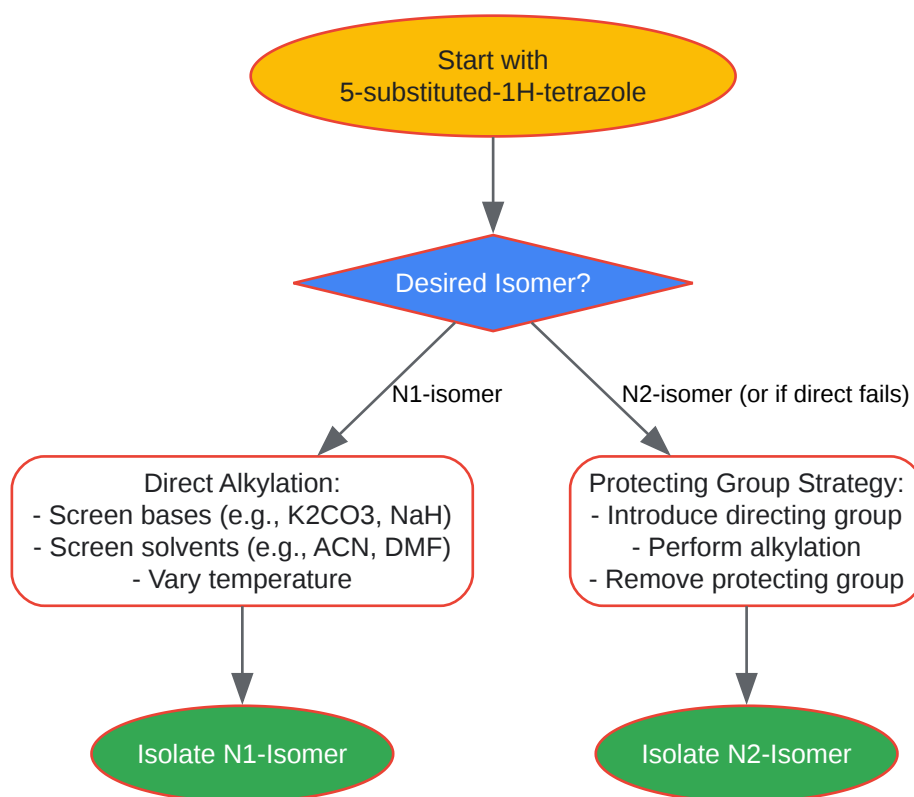 Start with
5-substituted-1H-tetrazole
Desired Isomer?
N1-isomer
N2-isomer (or if direct fails)
Direct Alkylation:
- Screen bases (e.g., K2CO3, NaH)
- Screen solvents (e.g., ACN, DMF)
- Vary temperature
Protecting Group Strategy:
- Introduce directing group
- Perform alkylation
- Remove protecting group
Isolate N1-Isomer
Isolate N2-Isomer